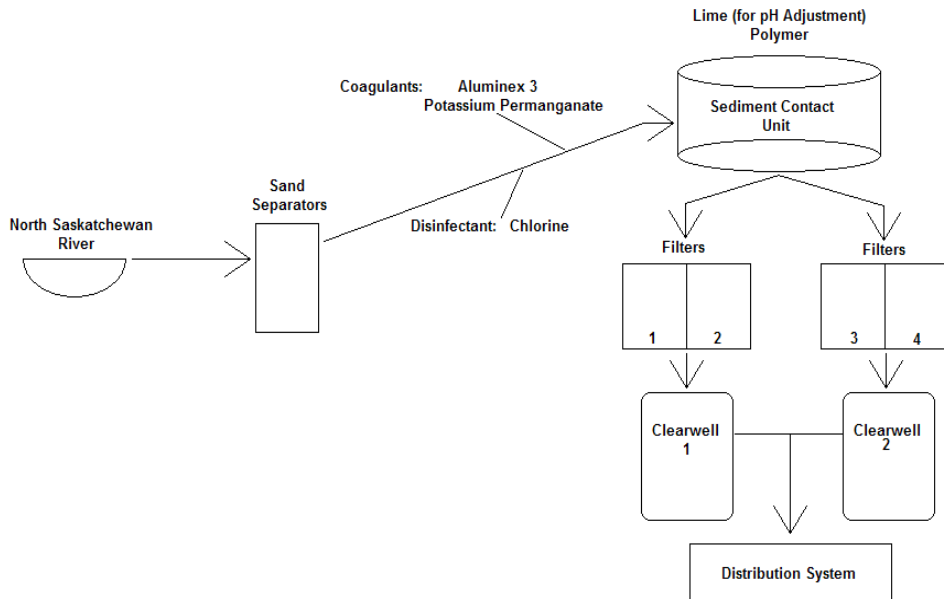 Lime (for pH Adjustment)
Polymer
Coagulants: Aluminex 3
Potassium Permanganate
Sediment Contact
Unit
Sand
Separators
Disinfectant: Chlorine
North Saskatchewan
River
Filters
Filters
1 2
3 4
Clearwell
1
Clearwell
2
Distribution System